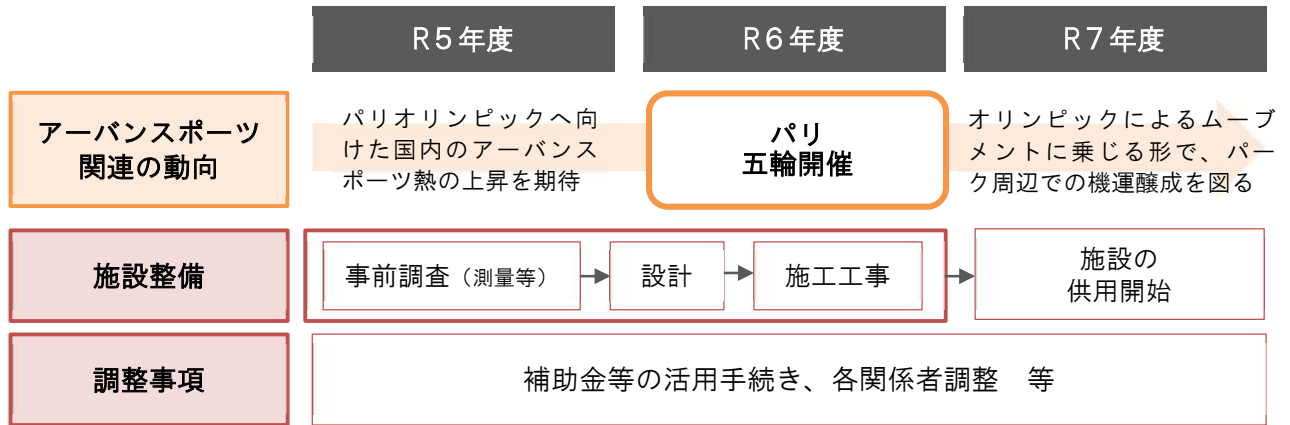 R5年度
R6年度
R7年度
アーバンスポーツ
関連の動向
パリオリンピックへ向
けた国内のアーバンス
ポーツ熱の上昇を期待
パリ
五輪開催
オリンピックによるムーブ
メントに乗じる形で、パー
ク周辺での機運醸成を図る
施設整備
事前調査（測量等）
設計
施工工事
施設の
供用開始
調整事項
補助金等の活用手続き、各関係者調整　等